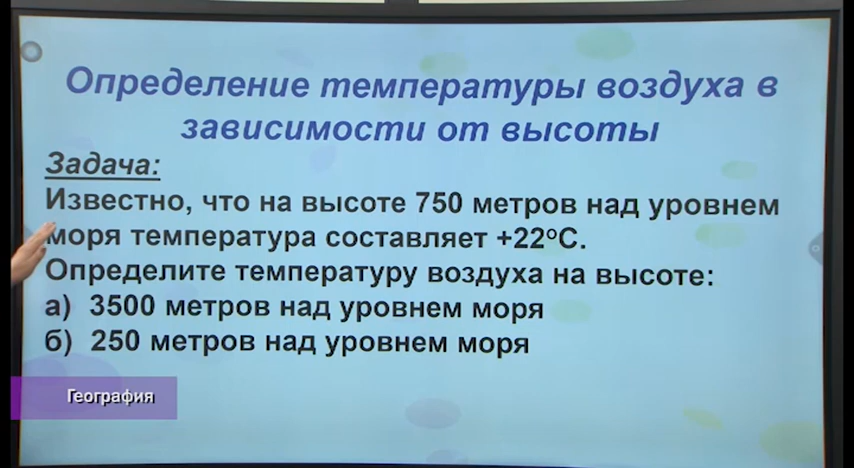 Определение температуры воздуха в
зависимости от высоты
Задача:
Известно, что на высоте 750 метров над уровнем
моря температура составляет +22°С.
Определите температуру воздуха на высоте:
а) 3500 метров над уровнем моря
б) 250 метров над уровнем моря
География